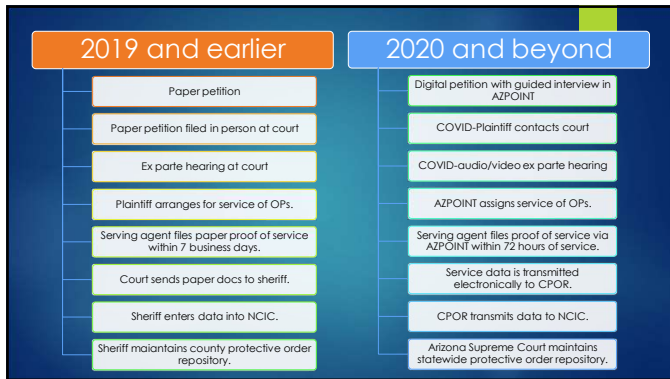 2019 and earlier
Paper petition
Paper petition filed in person at court
Ex parte hearing at court
Plaintiff arranges for service of OPs.
Serving agent files paper proof of service
within 7 business days.
Court sends paper docs to sheriff.
Sheriff enters data into NCIC.
Sheriff maiantains county protective order
repository.
2020 and beyond
Digital petition with guided interview in
AZPOINT
COVID-Plaintiff contacts court
COVID-audio/video ex parte hearing
AZPOINT assigns service of OPs.
Serving agent files proof of service via
AZPOINT within 72 hours of service.
Service data is transmitted
electronically to CPOR.
CPOR transmits data to NCIC.
Arizona Supreme Court maintains
statewide protective order repository.